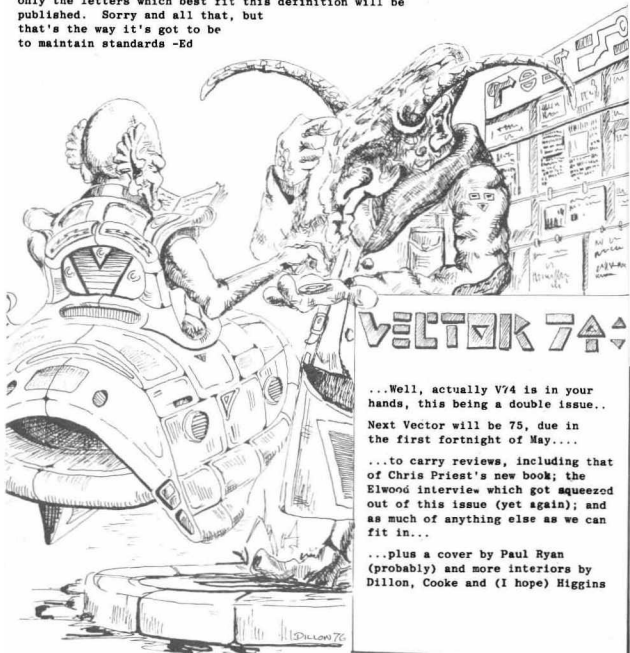 only the letters which best fit this definition will be
published. Sorry and all that, but
that's the way it's got to be
to maintain standards -Ed
VECTOR 74:
...Well, actually V74 is in your
hands, this being a double issue..
Next Vector will be 75, due in
the first fortnight of May....
...to carry reviews, including that
of Chris Priest's new book; the
Elwood interview which got squeezed
out of this issue (yet again); and
as much of anything else as we can
fit in...
...plus a cover by Paul Ryan
(probably) and more interiors by
Dillon, Cooke and (I hope) Higgins
DILLON 76